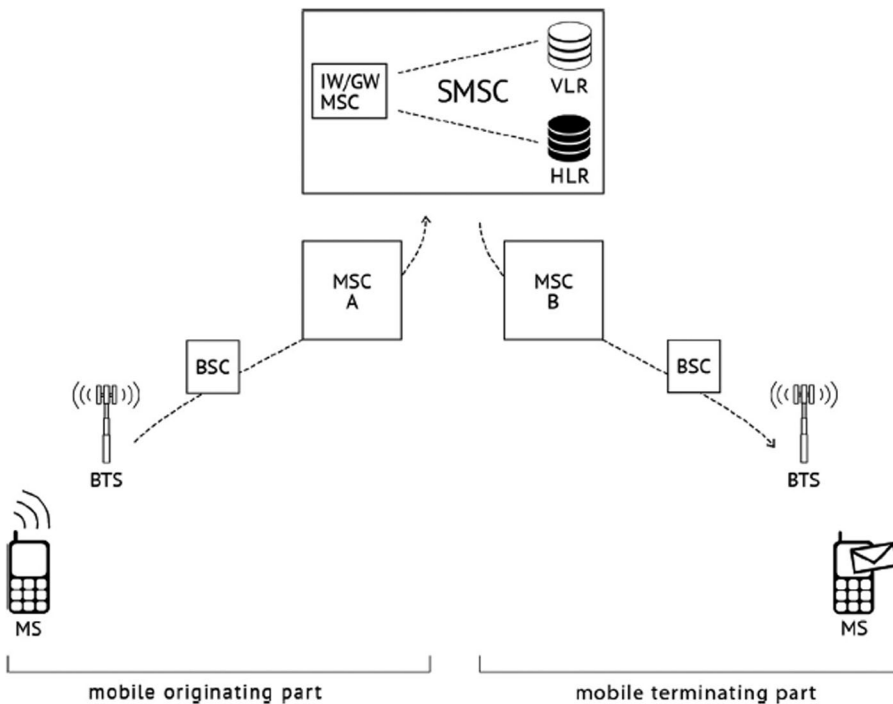 IW/GW
MSC
SMSC
VLR
HLR
MSC
A
MSC
B
BSC
BSC
BTS
BTS
MS
MS
mobile originating part
mobile terminating part